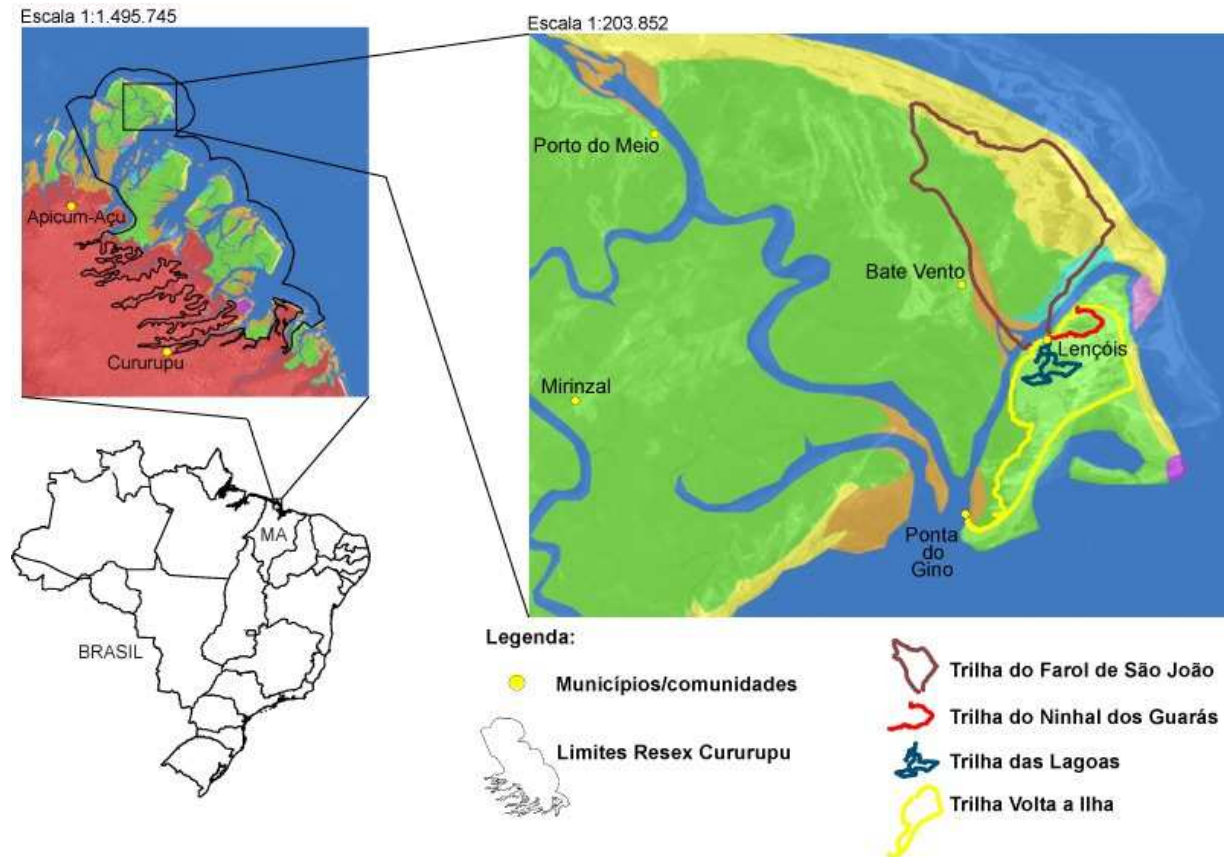 Escala 1:1.495.745
Escala 1:203.852
Apicum-Açu
Cururupu
Porto do Meio
Bate Vento
Lençóis
Mirinzal
Ponta
do
Gino
MA
BRASIL
Legenda:
Municípios/comunidades
Limites Resex Cururupu
Trilha do Farol de São João
Trilha do Ninhal dos Guarás
Trilha das Lagoas
Trilha Volta a Ilha